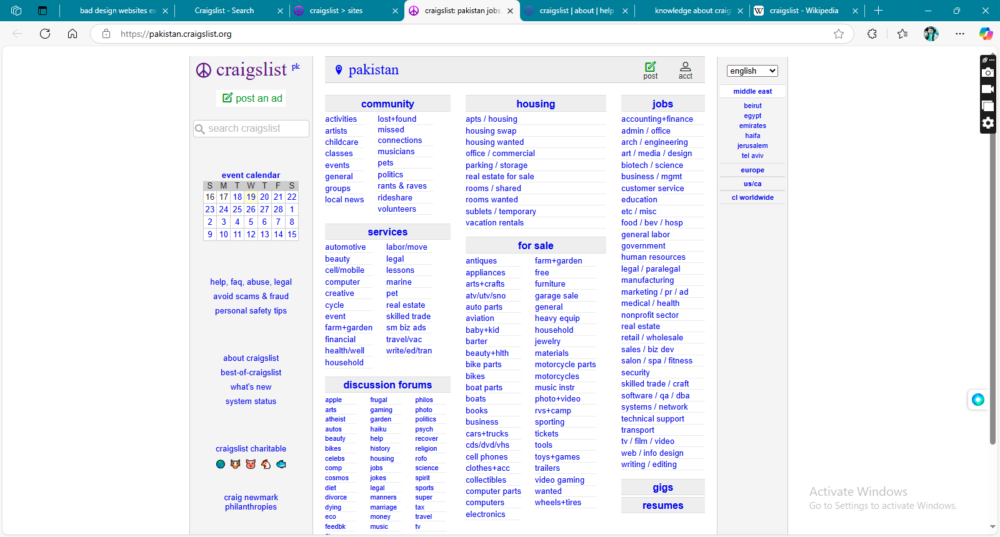 bad design websites ex
Craigslist - Search
craigslist > sites
craigslist: pakistan jobs,
craigslist | about | help
knowledge about craig
W craigslist - Wikipedia
https://pakistan.craigslist.org
craigslist pk
post an ad
search craigslist
event calendar
S M T W T F S
16 17 18 19 20 21 22
23 24 25 26 27 28 1
2 3 4 5 6 7 8
9 10 11 12 13 14 15
help, faq, abuse, legal
avoid scams & fraud
personal safety tips
about craigslist
best-of-craigslist
what's new
system status
craigslist charitable
craig newmark
philanthropies
pakistan
post
acct
community
activities
artists
childcare
classes
events
general
groups
local news
lost+found
missed
connections
musicians
pets
politics
rants & raves
rideshare
volunteers
services
automotive
beauty
cell/mobile
computer
creative
cycle
event
farm+garden
financial
health/well
household
labor/move
legal
lessons
marine
pet
real estate
skilled trade
sm biz ads
travel/vac
write/ed/tran
discussion forums
apple
arts
atheist
autos
beauty
bikes
celebs
comp
cosmos
diet
divorce
dying
eco
feedbk
frugal
gaming
garden
haiku
help
history
housing
jobs
jokes
legal
manners
marriage
money
music
philos
photo
politics
psych
recover
religion
rofo
science
spirit
sports
super
tax
travel
tv
housing
apts / housing
housing swap
housing wanted
office / commercial
parking / storage
real estate for sale
rooms / shared
rooms wanted
sublets / temporary
vacation rentals
for sale
antiques
appliances
arts+crafts
atv/utv/sno
auto parts
aviation
baby+kid
barter
beauty+hlth
bike parts
bikes
boat parts
boats
books
business
cars+trucks
cds/dvd/vhs
cell phones
clothes+acc
collectibles
computer parts
computers
electronics
farm+garden
free
furniture
garage sale
general
heavy equip
household
jewelry
materials
motorcycle parts
motorcycles
music instr
photo+video
rvs+camp
sporting
tickets
tools
toys+games
trailers
video gaming
wanted
wheels+tires
jobs
accounting+finance
admin / office
arch / engineering
art / media / design
biotech / science
business / mgmt
customer service
education
etc / misc
food / bev / hosp
general labor
government
human resources
legal / paralegal
manufacturing
marketing / pr / ad
medical / health
nonprofit sector
real estate
retail / wholesale
sales / biz dev
salon / spa / fitness
security
skilled trade / craft
software / qa / dba
systems / network
technical support
transport
tv / film / video
web / info design
writing / editing
gigs
resumes
english
middle east
beirut
egypt
emirates
haifa
jerusalem
tel aviv
europe
us/ca
cl worldwide
Activate Windows
Go to Settings to activate Windows.